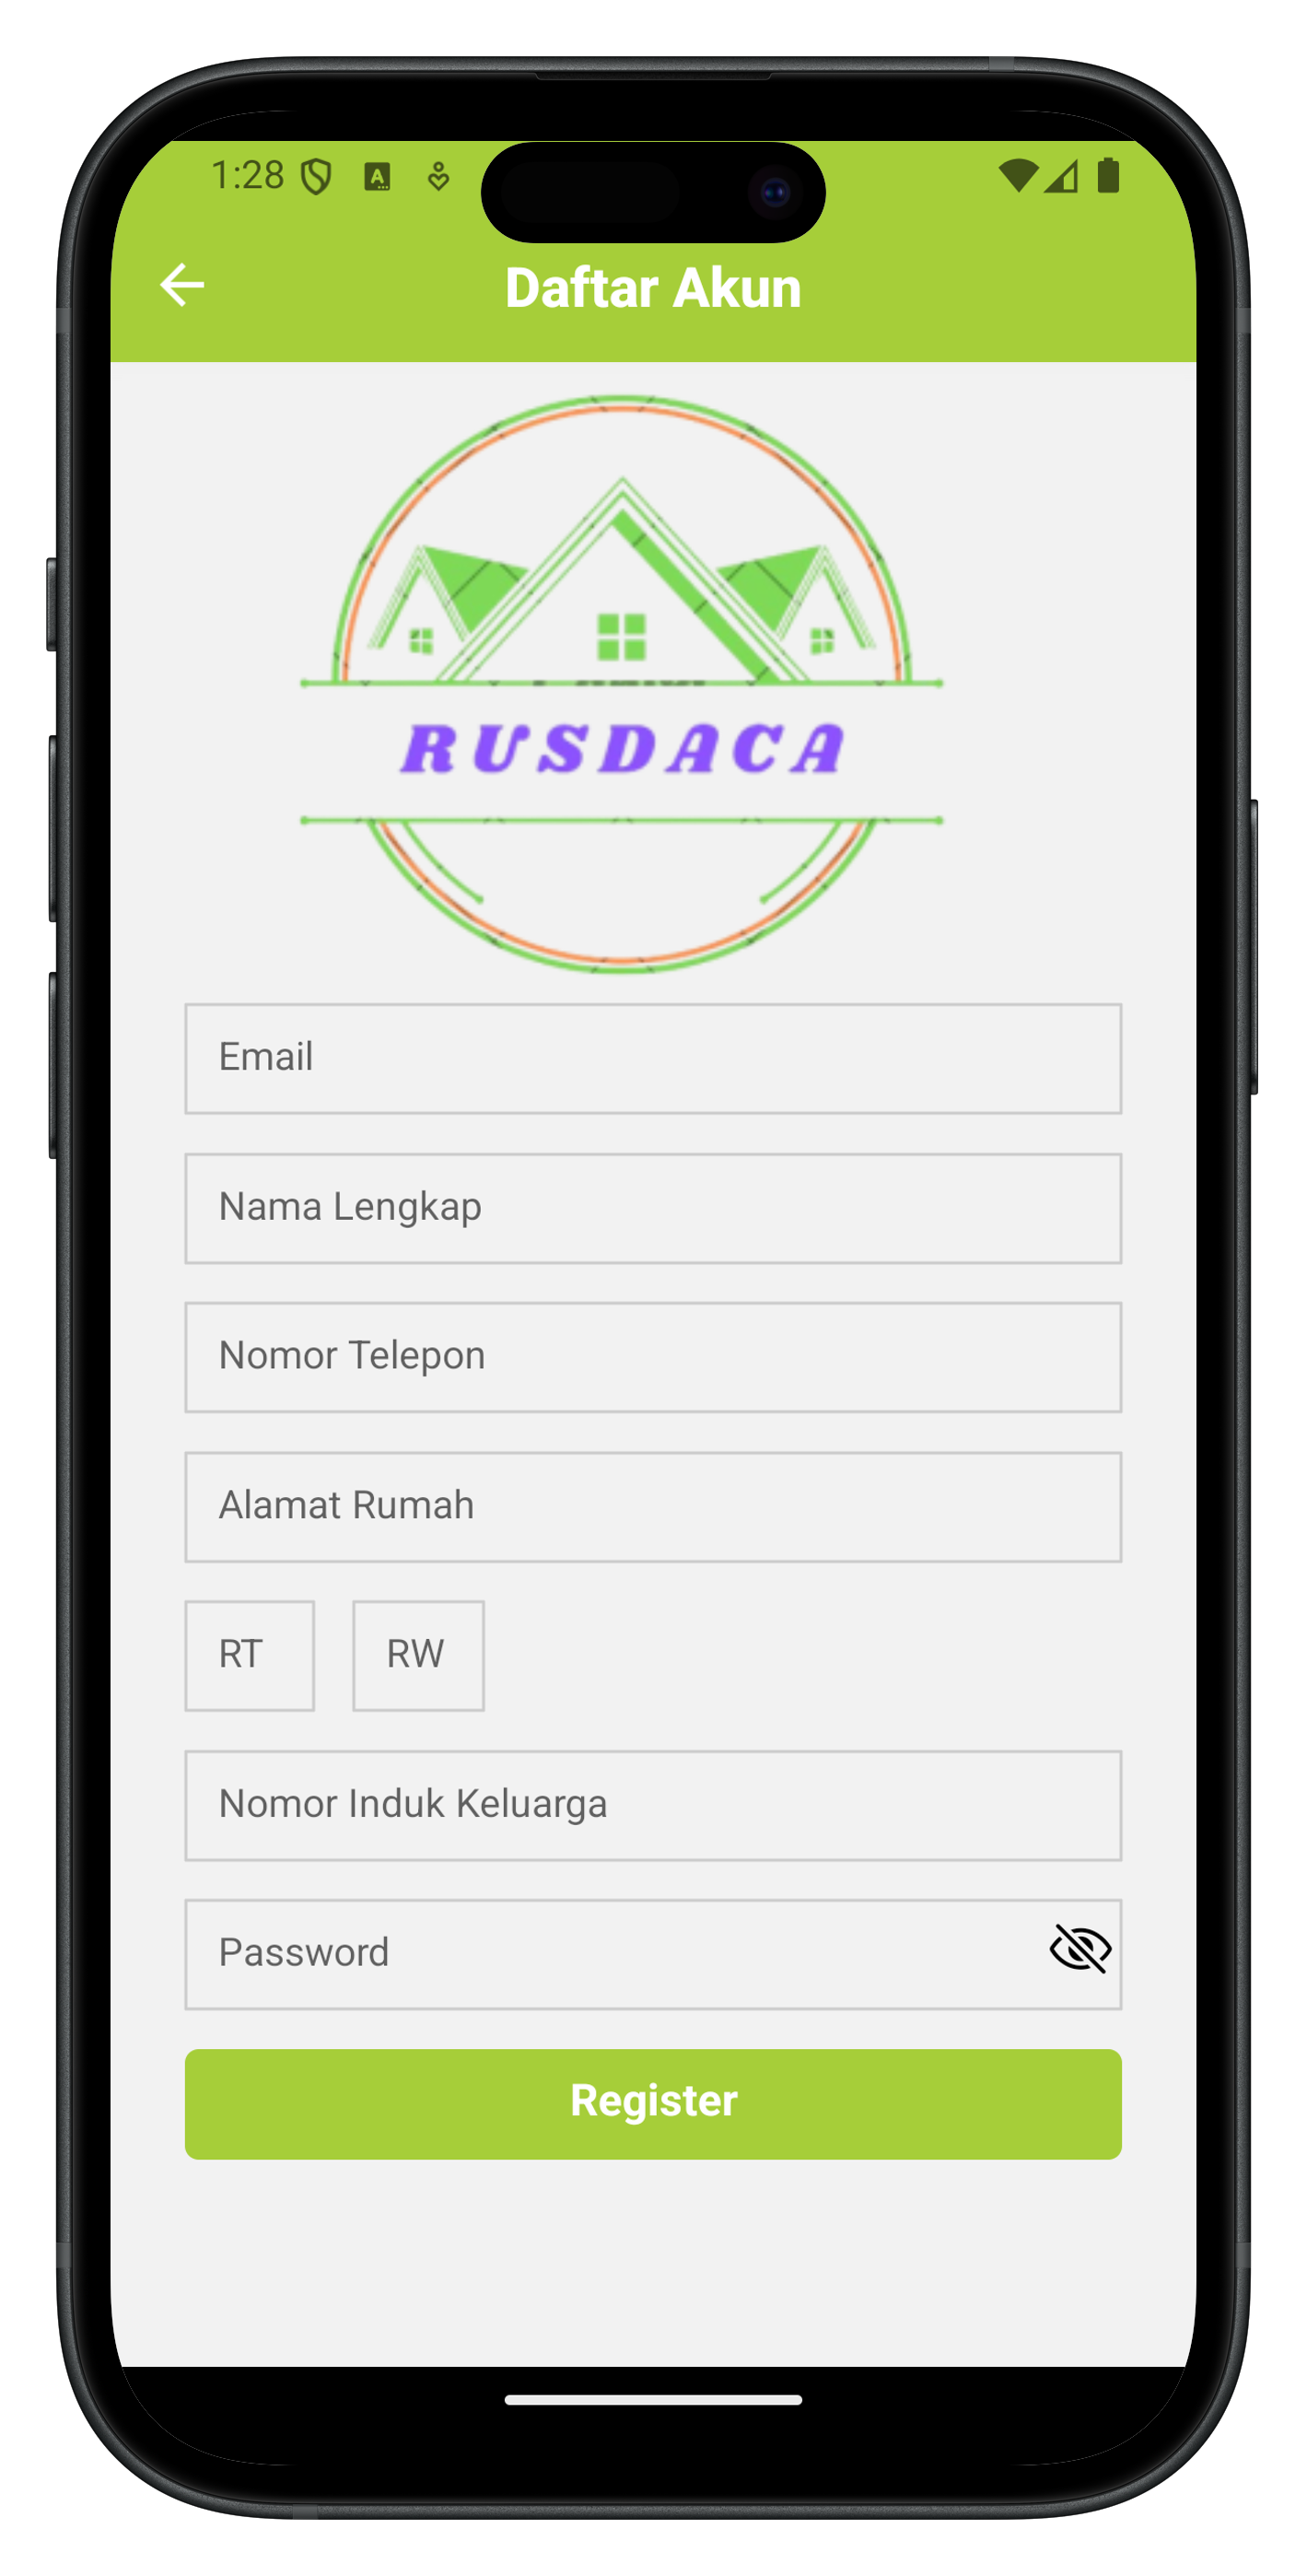 1:28
Daftar Akun
RUSDACA
Email
Nama Lengkap
Nomor Telepon
Alamat Rumah
RT RW
Nomor Induk Keluarga
Password
Register